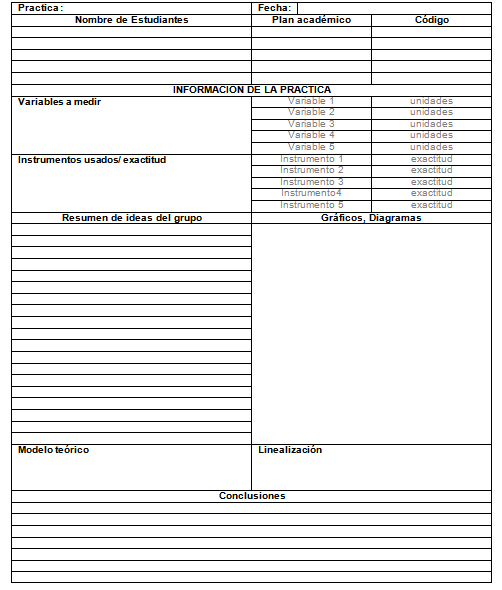 Practica: Fecha:
Nombre de Estudiantes Plan académico Código
INFORMACION DE LA PRACTICA
Variables a medir Variable 1 unidades
Variable 2 unidades
Variable 3 unidades
Variable 4 unidades
Variable 5 unidades
Instrumentos usados/ exactitud Instrumento 1 exactitud
Instrumento 2 exactitud
Instrumento 3 exactitud
Instrumento4 exactitud
Instrumento 5 exactitud
Resumen de ideas del grupo Gráficos, Diagramas
Modelo teórico Linealización
Conclusiones